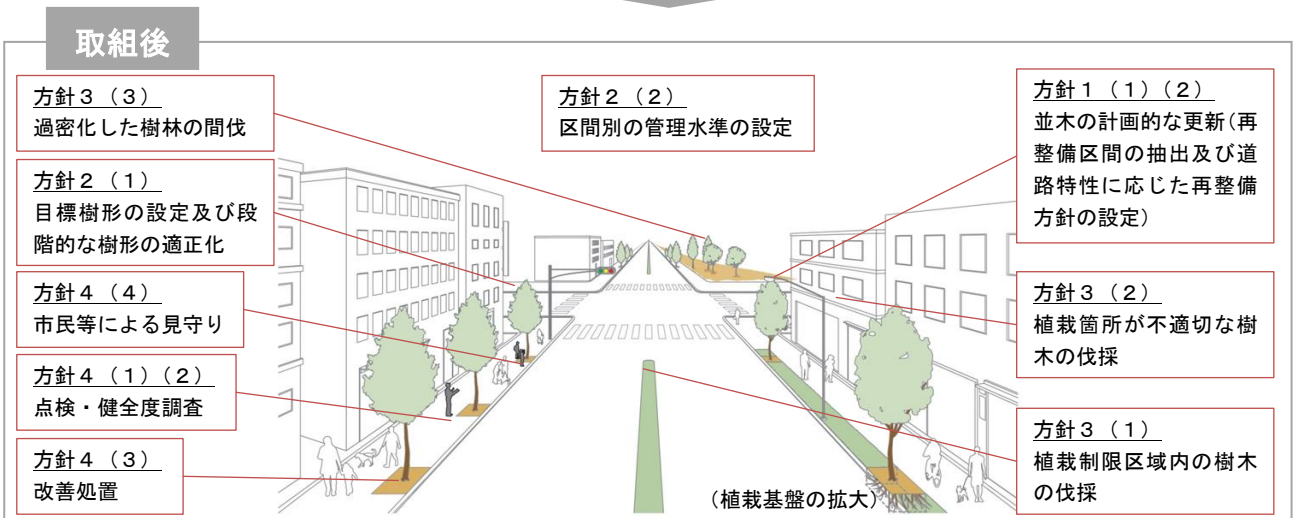 取組後
方針3(3)
過密化した樹林の間伐
方針2(1)
目標樹形の設定及び段
階的な樹形の適正化
方針4(4)
市民等による見守り
方針4(1)(2)
点検・健全度調査
方針4(3)
改善処置
方針2(2)
区間別の管理水準の設定
方針1(1)(2)
並木の計画的な更新(再
整備区間の抽出及び道
路特性に応じた再整備
方針の設定)
方針3(2)
植栽箇所が不適切な樹
木の伐採
方針3(1)
植栽制限区域内の樹木
の伐採
(植栽基盤の拡大)